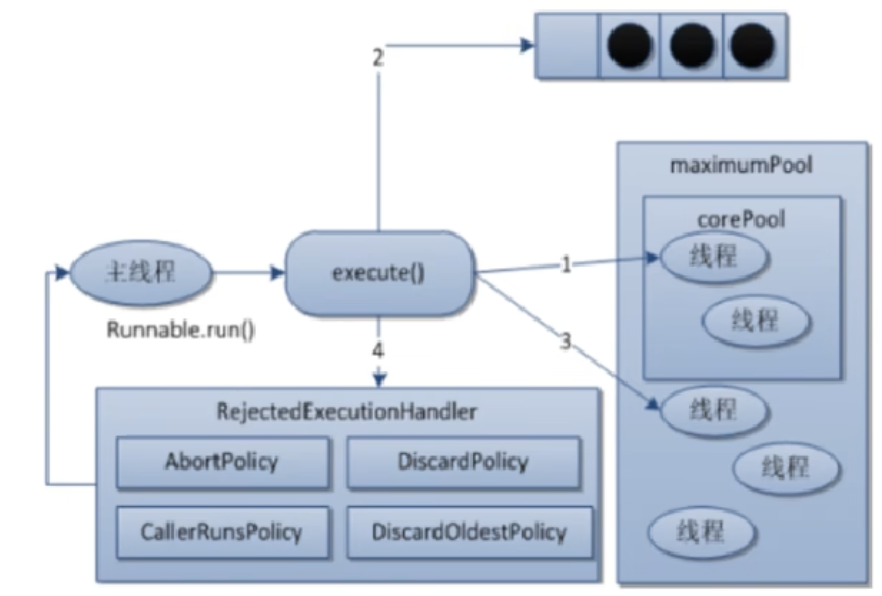 2
maximumPool
corePool
线程
线程
主线程
execute()
1
Runnable.run()
3
4
线程
线程
线程
RejectedExecutionHandler
AbortPolicy
DiscardPolicy
CallerRunsPolicy
DiscardOldestPolicy